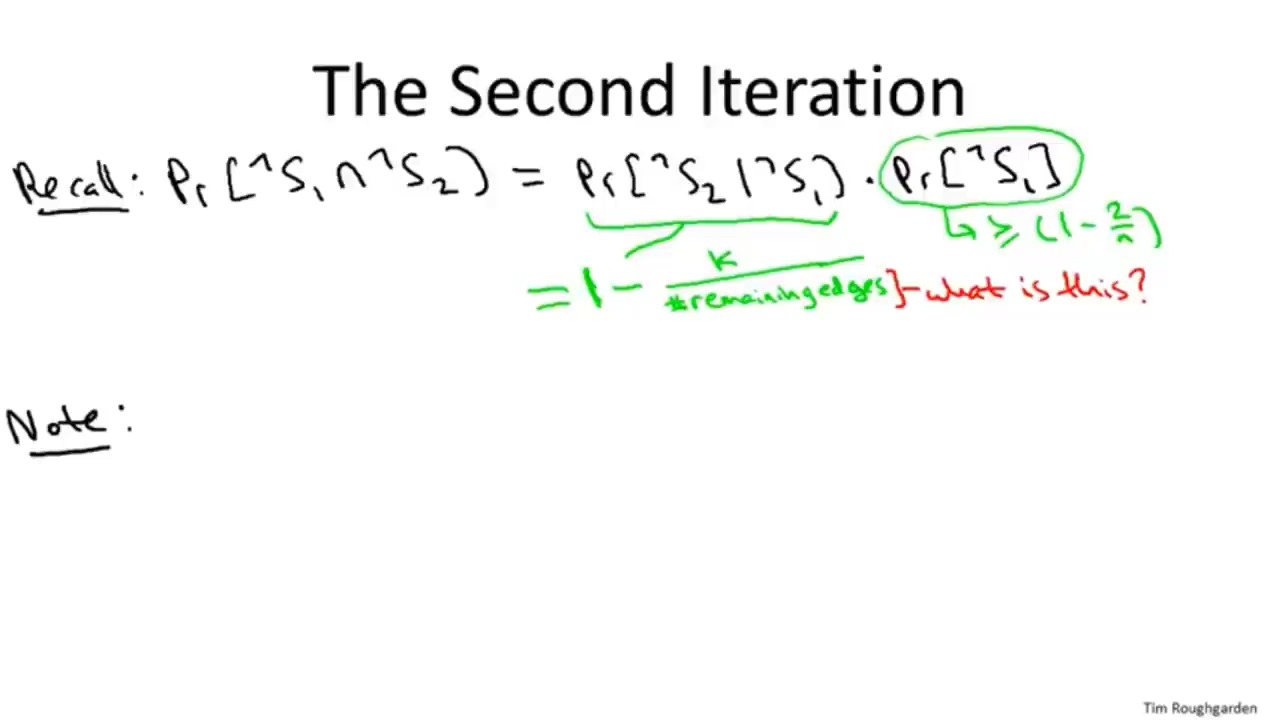 The Second Iteration
Recall: Pr[¬S₁∩¬S₂] = Pr[¬S₂|¬S₁] · Pr[¬S₁]
↳ ≥ (1 - 2/n)
= 1 - k / #remaining edges }-what is this?
Note:
Tim Roughgarden